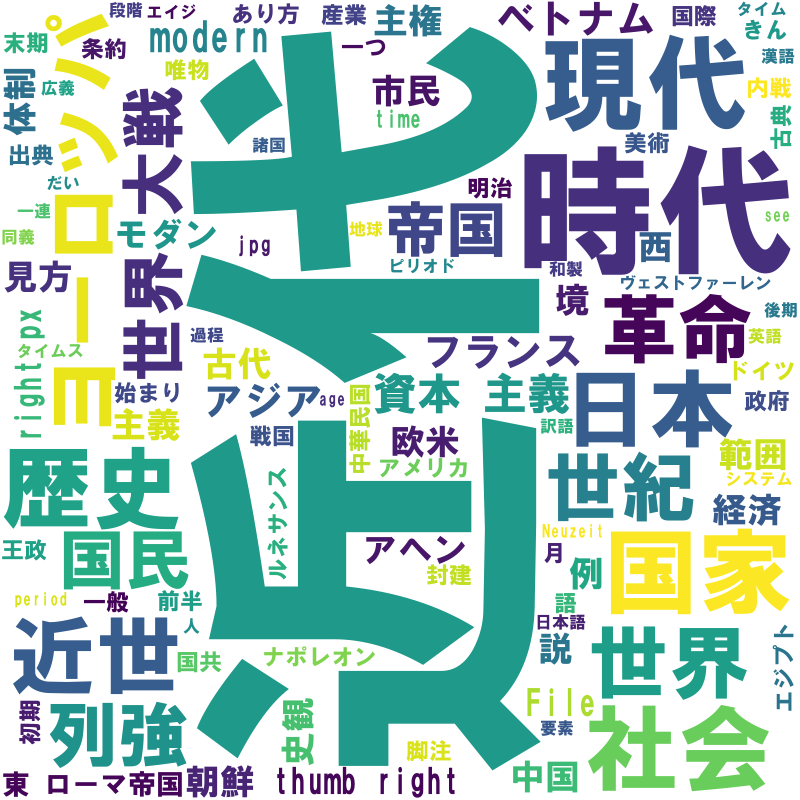 段階
エイジ
あり方
産業
主権
ベトナム
国際
タイム
きん
末期
条約
modern
一つ
唯物
ヨーロッパ
漢語
体制
広義
大戦
市民
time
現代
内戦
古典
出典
諸国
美術
だい
近代
明治
時代
一連
同義
モダン
jpg
地球
帝国
西
see
見方
世界
ピリオド
和製
ヴェストファーレン
境
革命
後期
英語
right px
過程
タイムス
古代
フランス
ドイツ
始まり
アジア
age
資本 主義
日本
政府
主義
戦国
中華民国
欧米
訳語
範囲
アメリカ
システム
歴史
世紀
経済
ルネサンス
Neuzeit
王政
国民
アヘン
月
国家
封建
例
period
一般
前半
語
人
日本語
近世
国共
ナポレオン
説
世界
エジプト
初期
列強
史観
File
要素
社会
脚注
東
ローマ帝国
朝鮮
thumb right
中国